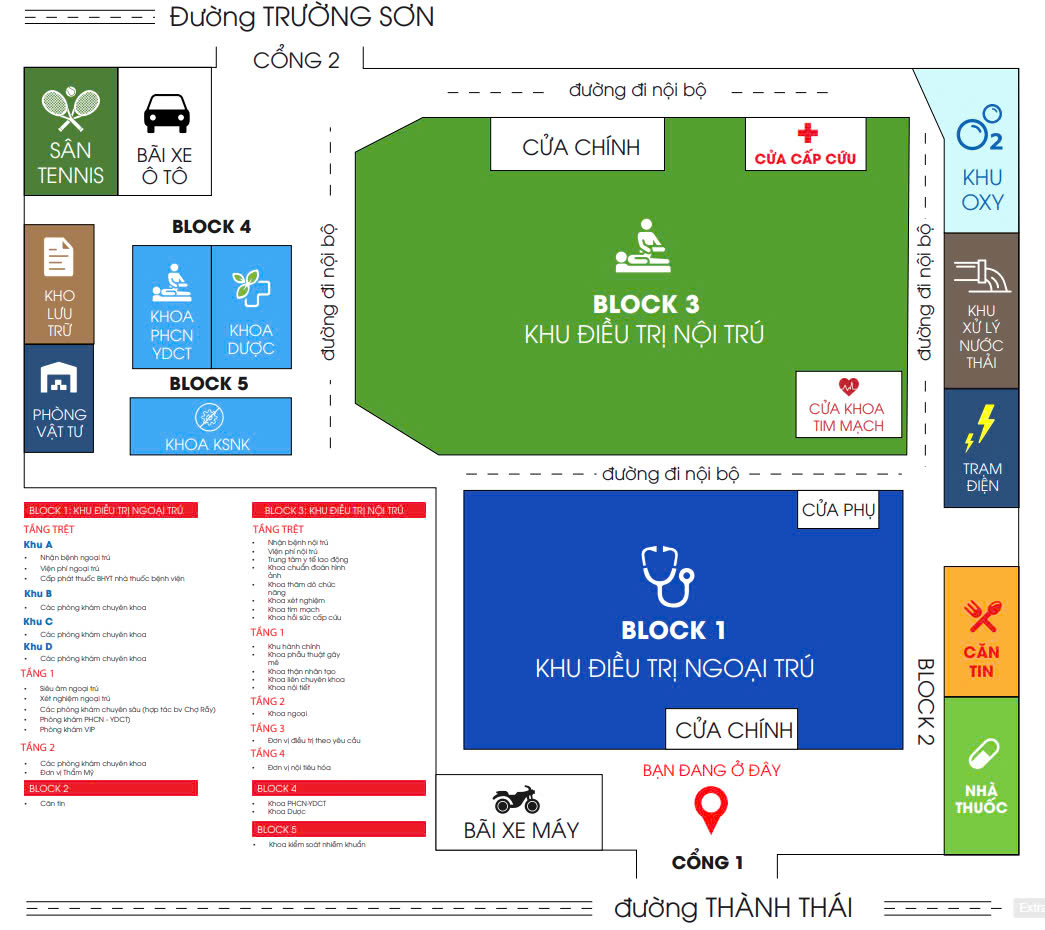 Đường TRƯỜNG SƠN
CỔNG 2
SÂN
TENNIS
BÃI XE
Ô TÔ
đường đi nội bộ
CỬA CHÍNH
CỬA CẤP CỨU
O2
KHU
OXY
BLOCK 4
KHO
LƯU
TRỮ
KHOA
PHCN
YDCT
KHOA
DƯỢC
đường đi nội bộ
BLOCK 3
KHU ĐIỀU TRỊ NỘI TRÚ
đường đi nội bộ
KHU
XỬ LÝ
NƯỚC
THẢI
BLOCK 5
PHÒNG
VẬT TƯ
KHOA KSNK
CỬA KHOA
TIM MẠCH
TRẠM
ĐIỆN
đường đi nội bộ
CỬA PHỤ
BLOCK 1
KHU ĐIỀU TRỊ NGOẠI TRÚ
CỬA CHÍNH
BLOCK 2
CĂN
TIN
NHÀ
THUỐC
BLOCK 1: KHU ĐIỀU TRỊ NGOẠI TRÚ
TẦNG TRỆT
Khu A
• Nhận bệnh ngoại trú
• Viện phí ngoại trú
• Cấp phát thuốc BHYT nhà thuốc bệnh viện
Khu B
• Các phòng khám chuyên khoa
Khu C
• Các phòng khám chuyên khoa
Khu D
• Các phòng khám chuyên khoa
TẦNG 1
• Siêu âm ngoại trú
• Xét nghiệm ngoại trú
• Các phòng khám chuyên sâu (hợp tác bv Chợ Rẫy)
• Phòng khám PHCN - YDCT)
• Phòng khám VIP
TẦNG 2
• Các phòng khám chuyên khoa
• Đơn vị Thẩm Mỹ
BLOCK 2
• Căn tin
BLOCK 3: KHU ĐIỀU TRỊ NỘI TRÚ
TẦNG TRỆT
• Nhận bệnh nội trú
• Viện phí nội trú
• Trung tâm y tế lao động
• Khoa chuẩn đoán hình
ảnh
• Khoa thăm dò chức
năng
• Khoa xét nghiệm
• Khoa tim mạch
• Khoa hồi sức cấp cứu
TẦNG 1
• Khu hành chính
• Khoa phẫu thuật gây
mê
• Khoa thận nhân tạo
• Khoa liên chuyên khoa
• Khoa nội tiết
TẦNG 2
• Khoa ngoại
TẦNG 3
• Đơn vị điều trị theo yêu cầu
TẦNG 4
• Đơn vị nội tiêu hóa
BLOCK 4
• Khoa PHCN-YDCT
• Khoa Dược
BLOCK 5
• Khoa kiểm soát nhiễm khuẩn
BẠN ĐANG Ở ĐÂY
BÃI XE MÁY
CỔNG 1
đường THÀNH THÁI
Extra